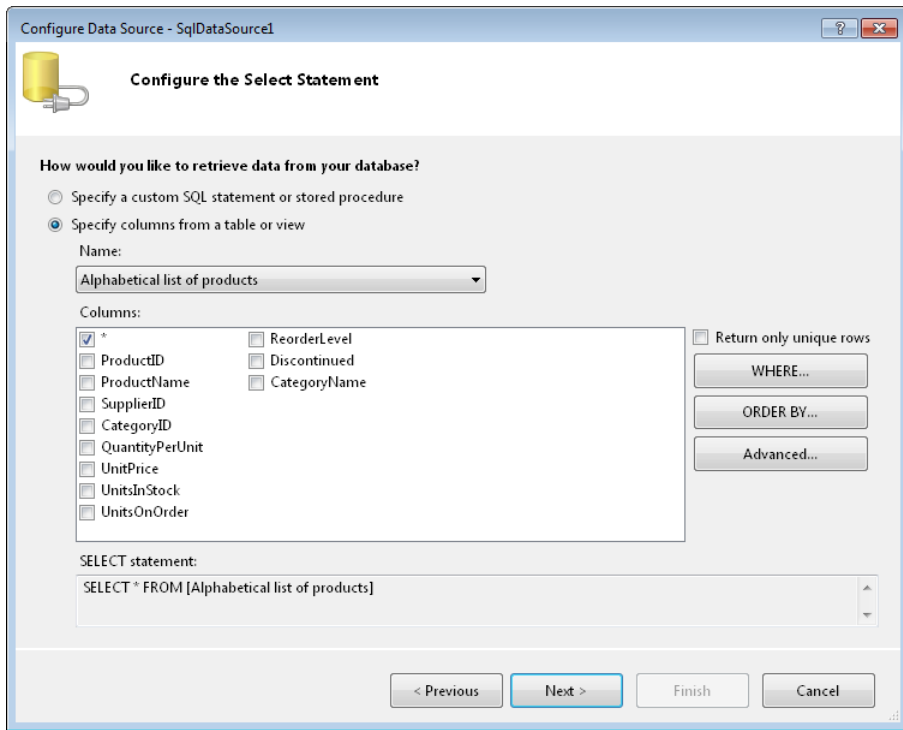 Configure Data Source - SqlDataSource1
Configure the Select Statement
How would you like to retrieve data from your database?
Specify a custom SQL statement or stored procedure
Specify columns from a table or view
Name:
Alphabetical list of products
Columns:
*
ProductID
ProductName
SupplierID
CategoryID
QuantityPerUnit
UnitPrice
UnitsInStock
UnitsOnOrder
ReorderLevel
Discontinued
CategoryName
Return only unique rows
WHERE...
ORDER BY...
Advanced...
SELECT statement:
SELECT * FROM [Alphabetical list of products]
< Previous
Next >
Finish
Cancel